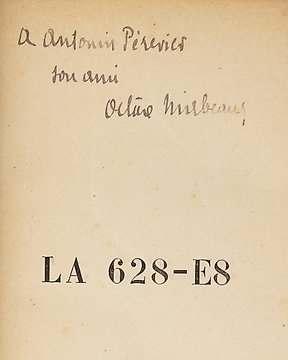 A Antonin Périvier
son ami
Octave Mirbeau
LA 628-E8